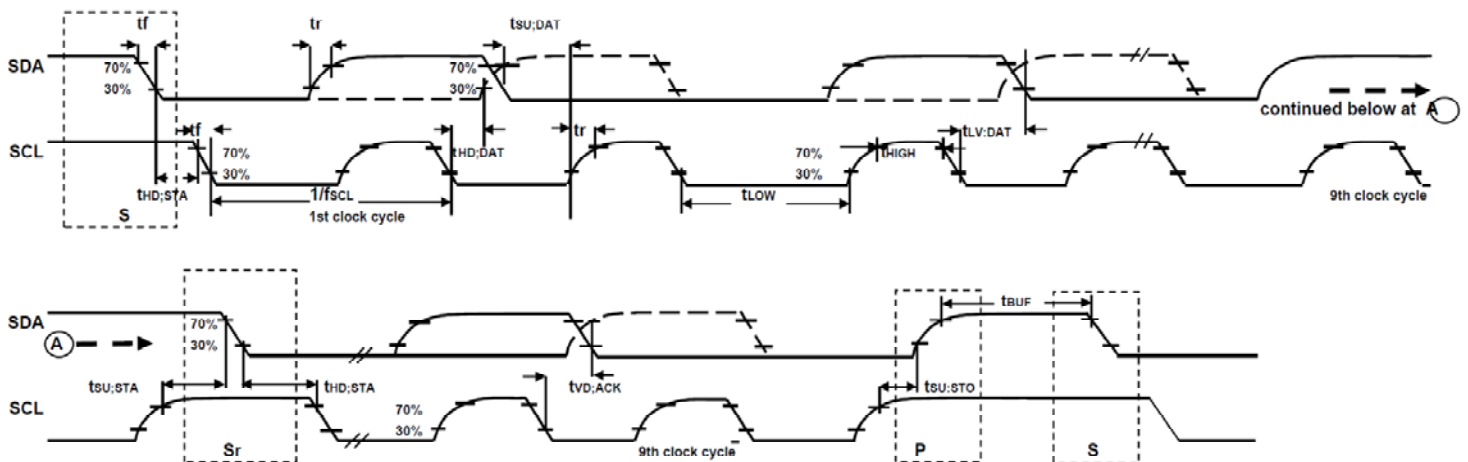 tf tr tSU;DAT
SDA 70% 70%
30% 30%
continued below at A
tf tHD;DAT tr tHIGH tLV:DAT
SCL 70% 70%
30% 30%
tHD;STA 1/fSCL tLOW
S 1st clock cycle 9th clock cycle
tBUF
SDA 70%
A 30%
tSU;STA tHD;STA tVD;ACK tSU:STO
SCL 70%
30%
Sr 9th clock cycle P S